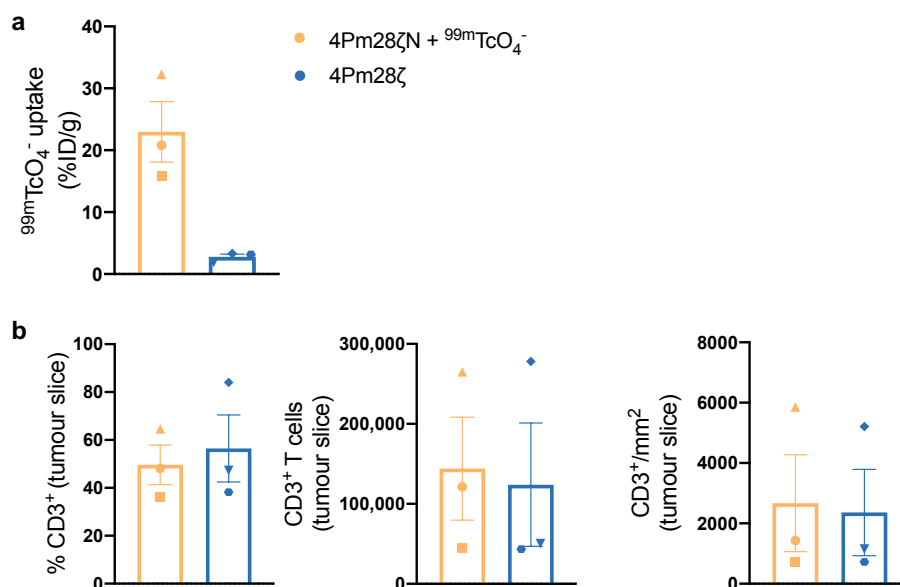 a
⁹⁹ᵐTcO₄⁻ uptake
(%ID/g)
40
30
20
10
0
4Pm28ζN + ⁹⁹ᵐTcO₄⁻
4Pm28ζ
b
% CD3⁺ (tumour slice)
100
80
60
40
20
0
CD3⁺ T cells
(tumour slice)
300,000
200,000
100,000
0
CD3⁺/mm²
(tumour slice)
8000
6000
4000
2000
0